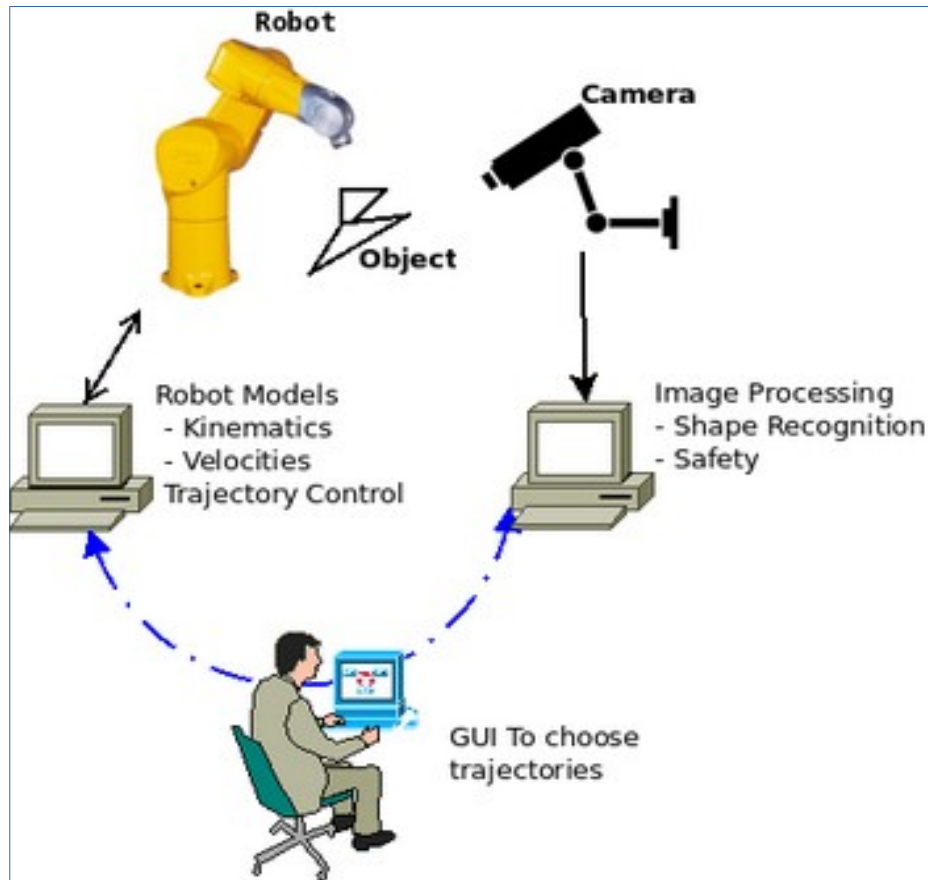 Robot
Camera
Object
Robot Models
- Kinematics
- Velocities
Trajectory Control
Image Processing
- Shape Recognition
- Safety
GUI To choose
trajectories